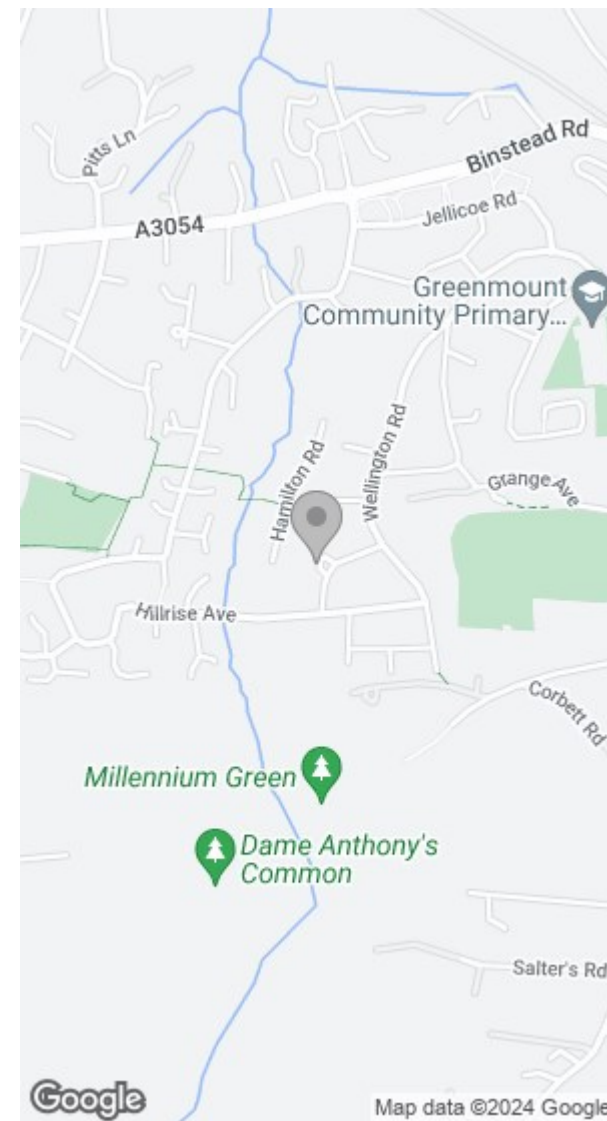 Pitts Ln
Binstead Rd
Jellicoe Rd
A3054
Greenmount
Community Primary...
Hamilton Rd
Wellington Rd
Grange Ave
Hillrise Ave
Corbett Rd
Millennium Green
Dame Anthony's
Common
Salter's Rd
Google
Map data ©2024 Google